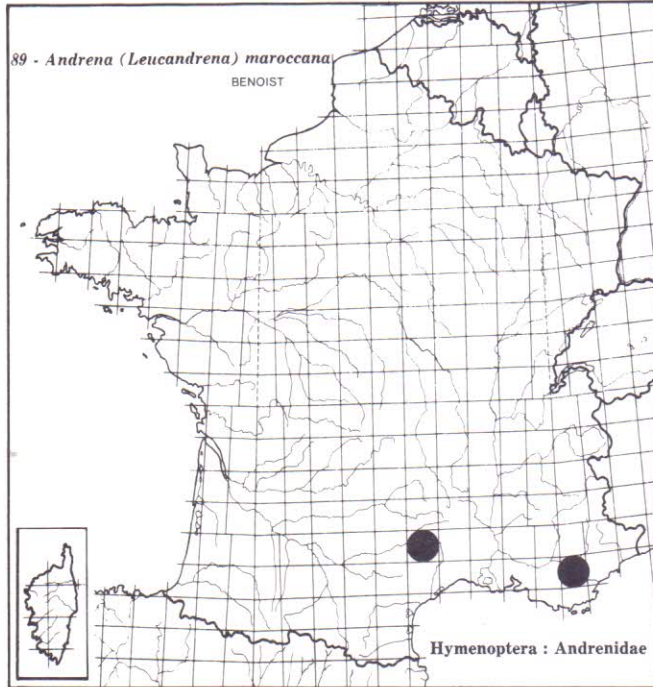 89 - Andrena (Leucandrena) maroccana
BENOIST
Hymenoptera : Andrenidae